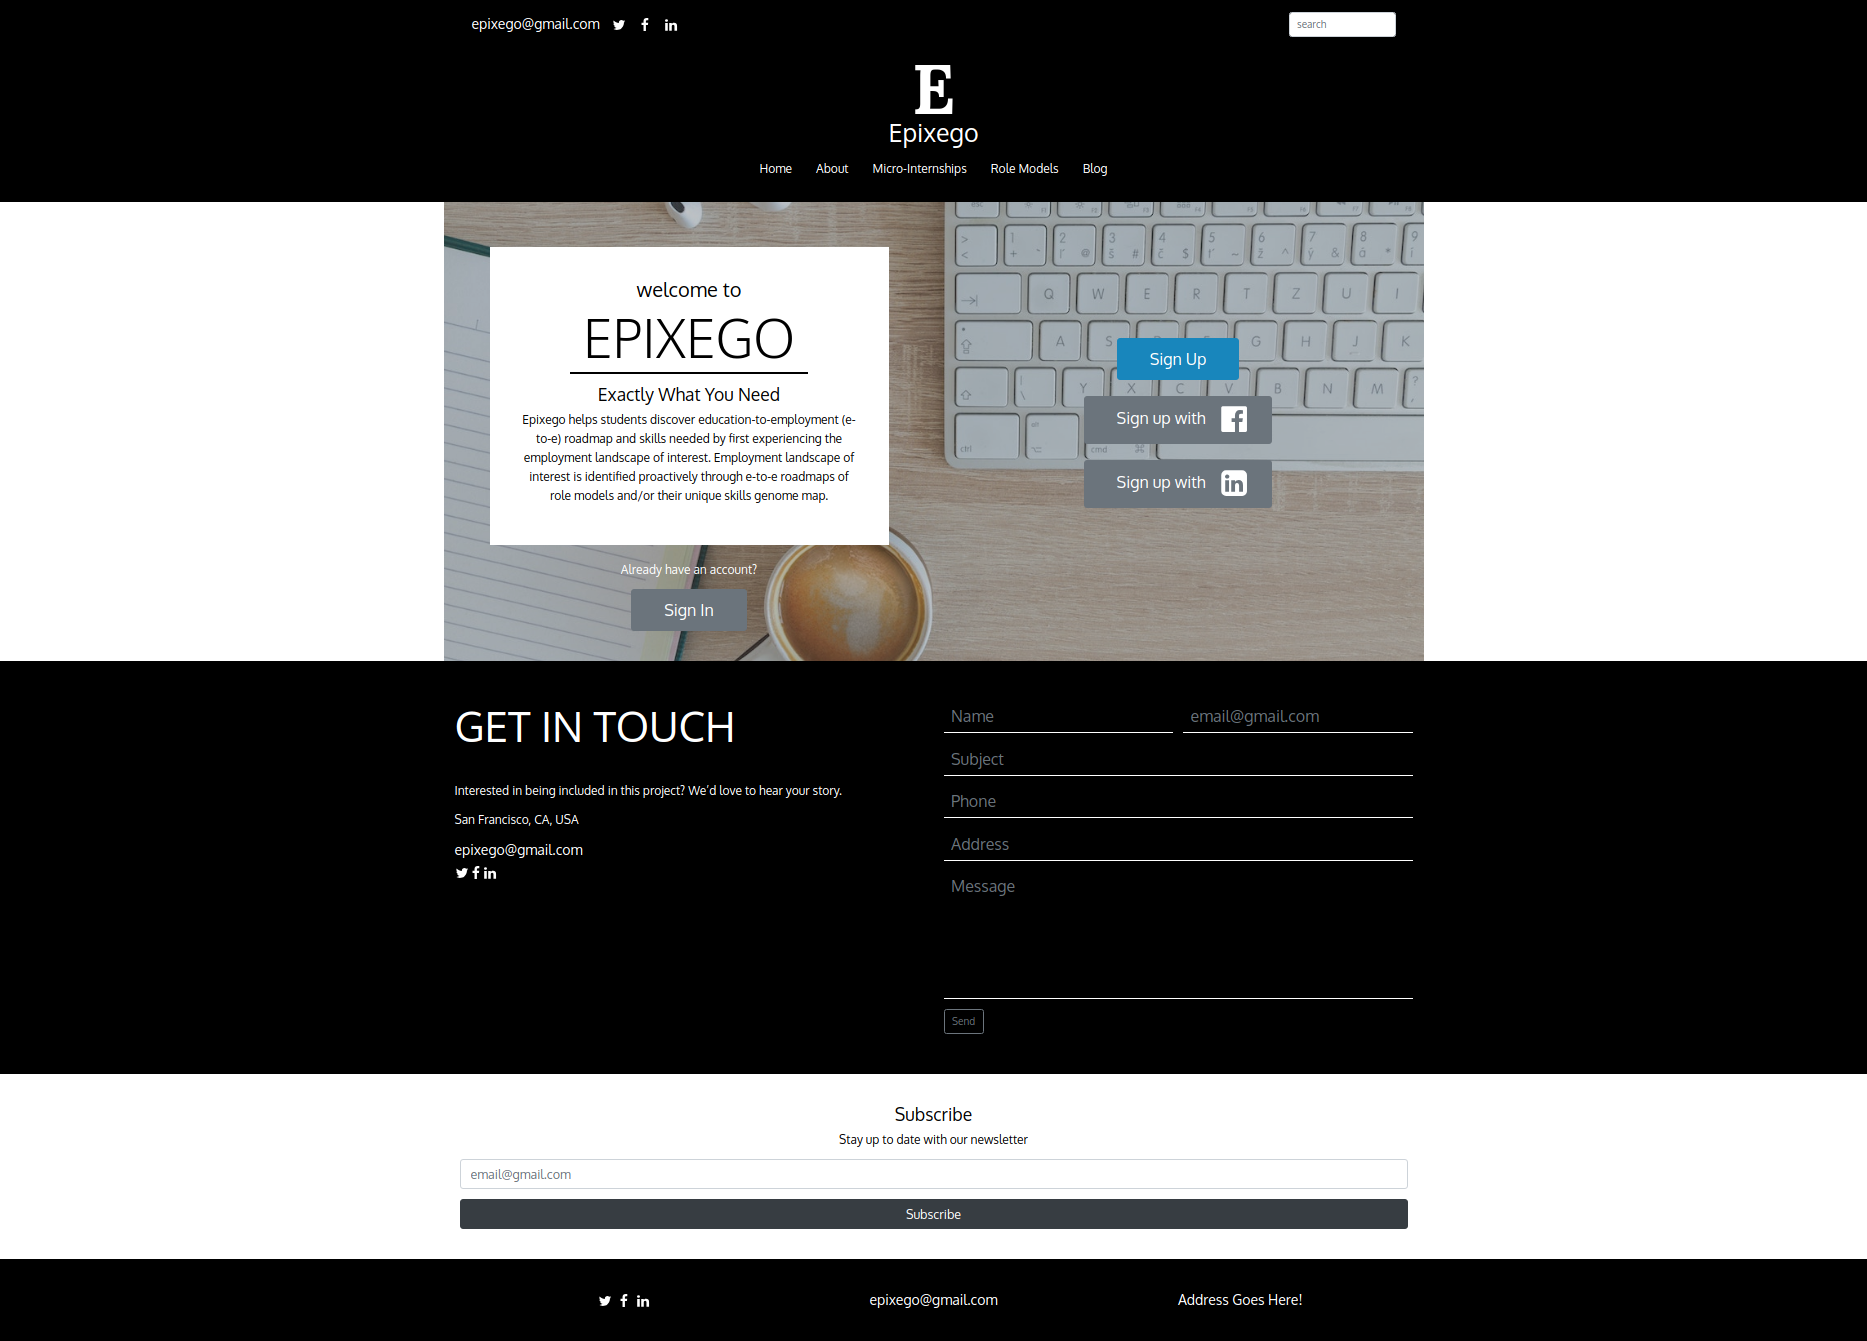 epixego@gmail.com
search
E
Epixego
Home About Micro-Internships Role Models Blog
welcome to
EPIXEGO
Exactly What You Need
Epixego helps students discover education-to-employment (e-
to-e) roadmap and skills needed by first experiencing the
employment landscape of interest. Employment landscape of
interest is identified proactively through e-to-e roadmaps of
role models and/or their unique skills genome map.
Already have an account?
Sign In
Sign Up
Sign up with
Sign up with
GET IN TOUCH
Interested in being included in this project? We’d love to hear your story.
San Francisco, CA, USA
epixego@gmail.com
Name email@gmail.com
Subject
Phone
Address
Message
Send
Subscribe
Stay up to date with our newsletter
email@gmail.com
Subscribe
epixego@gmail.com Address Goes Here!